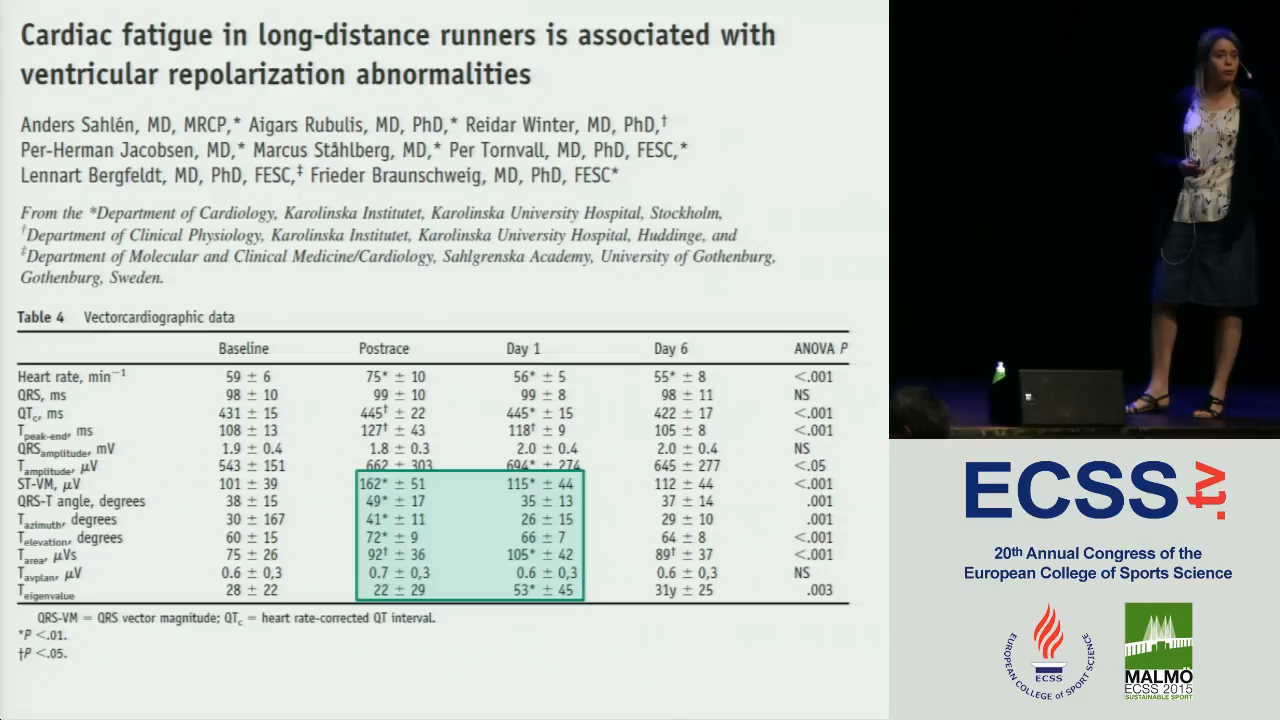 Cardiac fatigue in long-distance runners is associated with
ventricular repolarization abnormalities
Anders Sahlén, MD, MRCP,* Aigars Rubulis, MD, PhD,* Reidar Winter, MD, PhD,†
Per-Herman Jacobsen, MD,* Marcus Ståhlberg, MD,* Per Tornvall, MD, PhD, FESC,*
Lennart Bergfeldt, MD, PhD, FESC,‡ Frieder Braunschweig, MD, PhD, FESC*
From the *Department of Cardiology, Karolinska Institutet, Karolinska University Hospital, Stockholm,
†Department of Clinical Physiology, Karolinska Institutet, Karolinska University Hospital, Huddinge, and
‡Department of Molecular and Clinical Medicine/Cardiology, Sahlgrenska Academy, University of Gothenburg,
Gothenburg, Sweden.
Table 4 Vectorcardiographic data
Baseline Postrace Day 1 Day 6 ANOVA P
Heart rate, min−1 59 ± 6 75* ± 10 56* ± 5 55* ± 8 <.001
QRS, ms 98 ± 10 99 ± 10 99 ± 8 98 ± 11 NS
QTc, ms 431 ± 15 445† ± 22 445* ± 15 422 ± 17 <.001
Tpeak-end, ms 108 ± 13 127† ± 43 118† ± 9 105 ± 8 <.001
QRSamplitude, mV 1.9 ± 0.4 1.8 ± 0.3 2.0 ± 0.4 2.0 ± 0.4 NS
Tamplitude, µV 543 ± 151 662 ± 303 694* ± 274 645 ± 277 <.05
ST-VM, µV 101 ± 39 162* ± 51 115* ± 44 112 ± 44 <.001
QRS-T angle, degrees 38 ± 15 49* ± 17 35 ± 13 37 ± 14 .001
Tazimuth, degrees 30 ± 167 41* ± 11 26 ± 15 29 ± 10 .001
Televation, degrees 60 ± 15 72* ± 9 66 ± 7 64 ± 8 <.001
Tarea, µVs 75 ± 26 92† ± 36 105* ± 42 89† ± 37 <.001
Tavplan, µV 0.6 ± 0,3 0.7 ± 0,3 0.6 ± 0,3 0.6 ± 0,3 NS
Teigenvalue 28 ± 22 22 ± 29 53* ± 45 31y ± 25 .003
QRS-VM = QRS vector magnitude; QTc = heart rate-corrected QT interval.
*P <.01.
†P <.05.
ECSS.tv
20th Annual Congress of the
European College of Sports Science
EUROPEAN COLLEGE OF SPORT SCIENCE
ECSS
MALMÖ
ECSS 2015
SUSTAINABLE SPORT